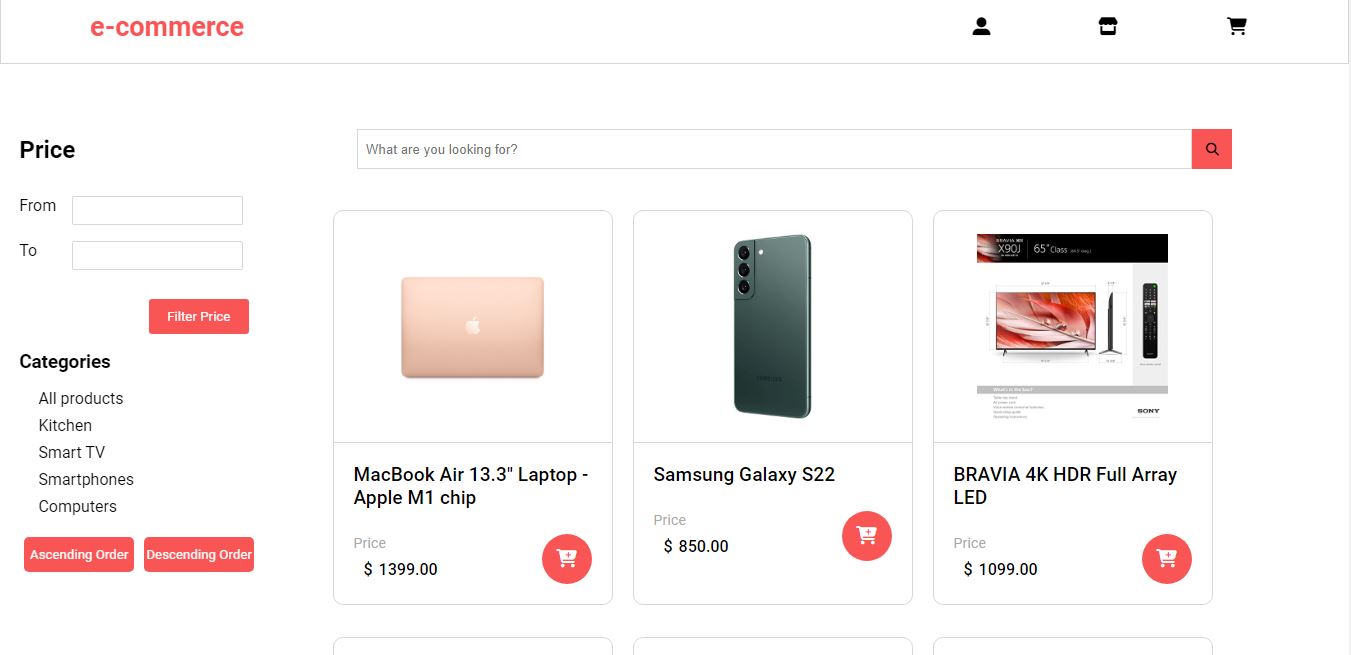 e-commerce
Price
What are you looking for?
From
To
Filter Price
Categories
All products
Kitchen
Smart TV
Smartphones
Computers
Ascending Order
Descending Order
MacBook Air 13.3" Laptop -
Apple M1 chip
Price
$ 1399.00
SAMSUNG
Samsung Galaxy S22
Price
$ 850.00
BRAVIA XR
X90J
65" Class
What's in the box?
SONY
BRAVIA 4K HDR Full Array
LED
Price
$ 1099.00